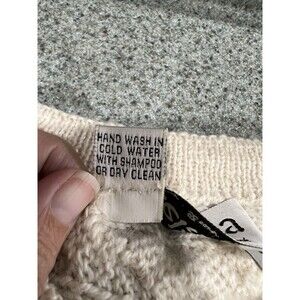 HAND WASH IN
COLD WATER
WITH SHAMPOO
OR DRY CLEAN